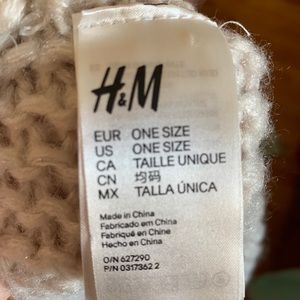 H&M
EUR ONE SIZE
US ONE SIZE
CA TAILLE UNIQUE
CN 均码
MX TALLA ÚNICA
Made in China
Fabricado em China
Fabriqué en Chine
Hecho en China
O/N 627290
P/N 0317362 2